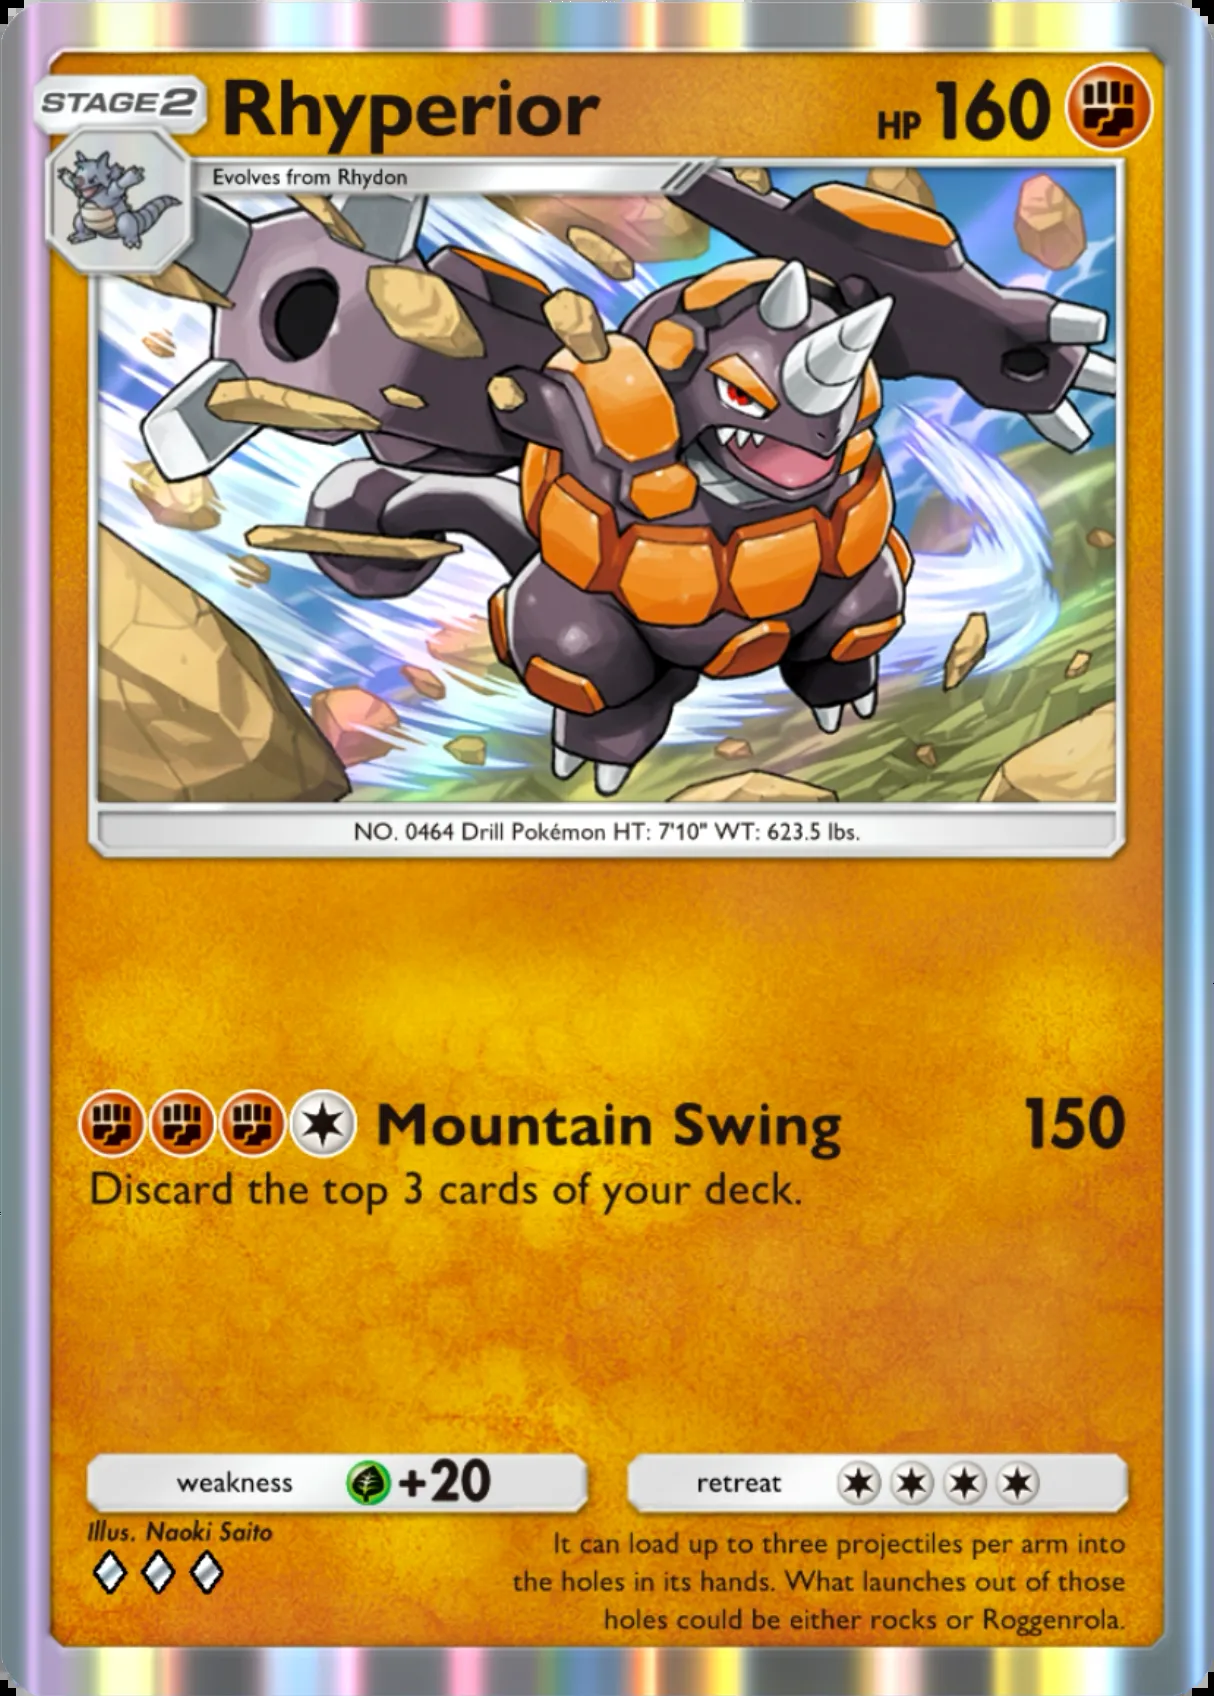 STAGE 2
Rhyperior
HP 160
Evolves from Rhydon
NO. 0464 Drill Pokémon HT: 7'10" WT: 623.5 lbs.
Mountain Swing 150
Discard the top 3 cards of your deck.
weakness +20
retreat
Illus. Naoki Saito
It can load up to three projectiles per arm into
the holes in its hands. What launches out of those
holes could be either rocks or Roggenrola.